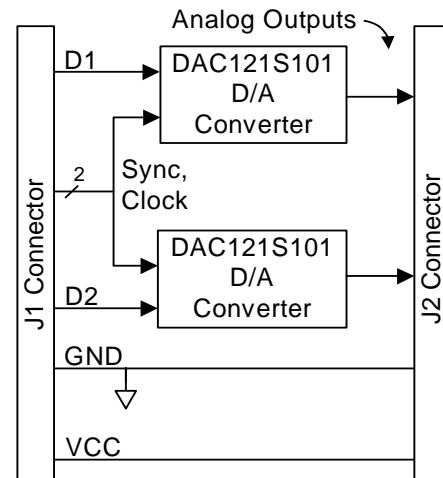 Analog Outputs
D1
DAC121S101
D/A
Converter
2
Sync,
Clock
DAC121S101
D/A
Converter
D2
GND
VCC
J1 Connector
J2 Connector